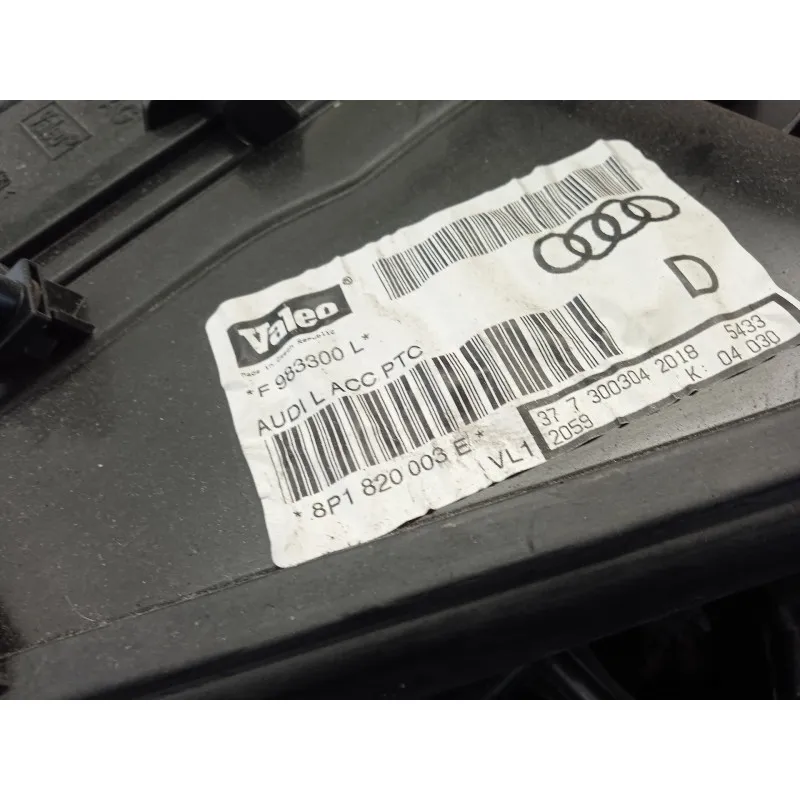 Valeo ®
Made in Czech Republic
*F 983300 L*
AUDI L ACC PTC
D
* 8P1 820 003 E *
VL1
37 7 300304 2018 5433
2059 K: 04 030